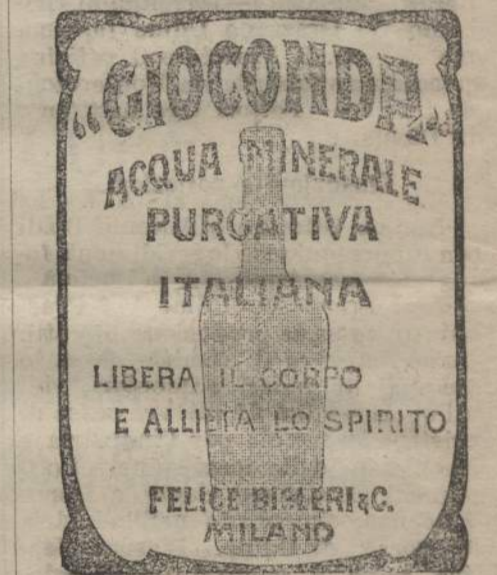 "GIOCONDA"
ACQUA MINERALE
PURGATIVA
ITALIANA
LIBERA IL CORPO
E ALLIETA LO SPIRITO
FELICE BISLERI & C.
MILANO